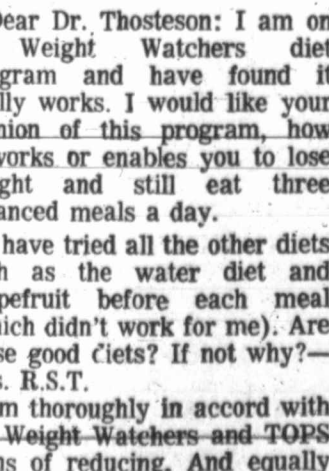 Dear Dr. Thosteson: I am on
Weight Watchers diet
gram and have found it
lly works. I would like your
nion of this program, how
works or enables you to lose
ght and still eat three
anced meals a day.
have tried all the other diets
h as the water diet and
pefruit before each meal
ich didn't work for me). Are
se good diets? If not why?—
s. R.S.T.
m thoroughly in accord with
Weight Watchers and TOPS
ns of reducing. And equally